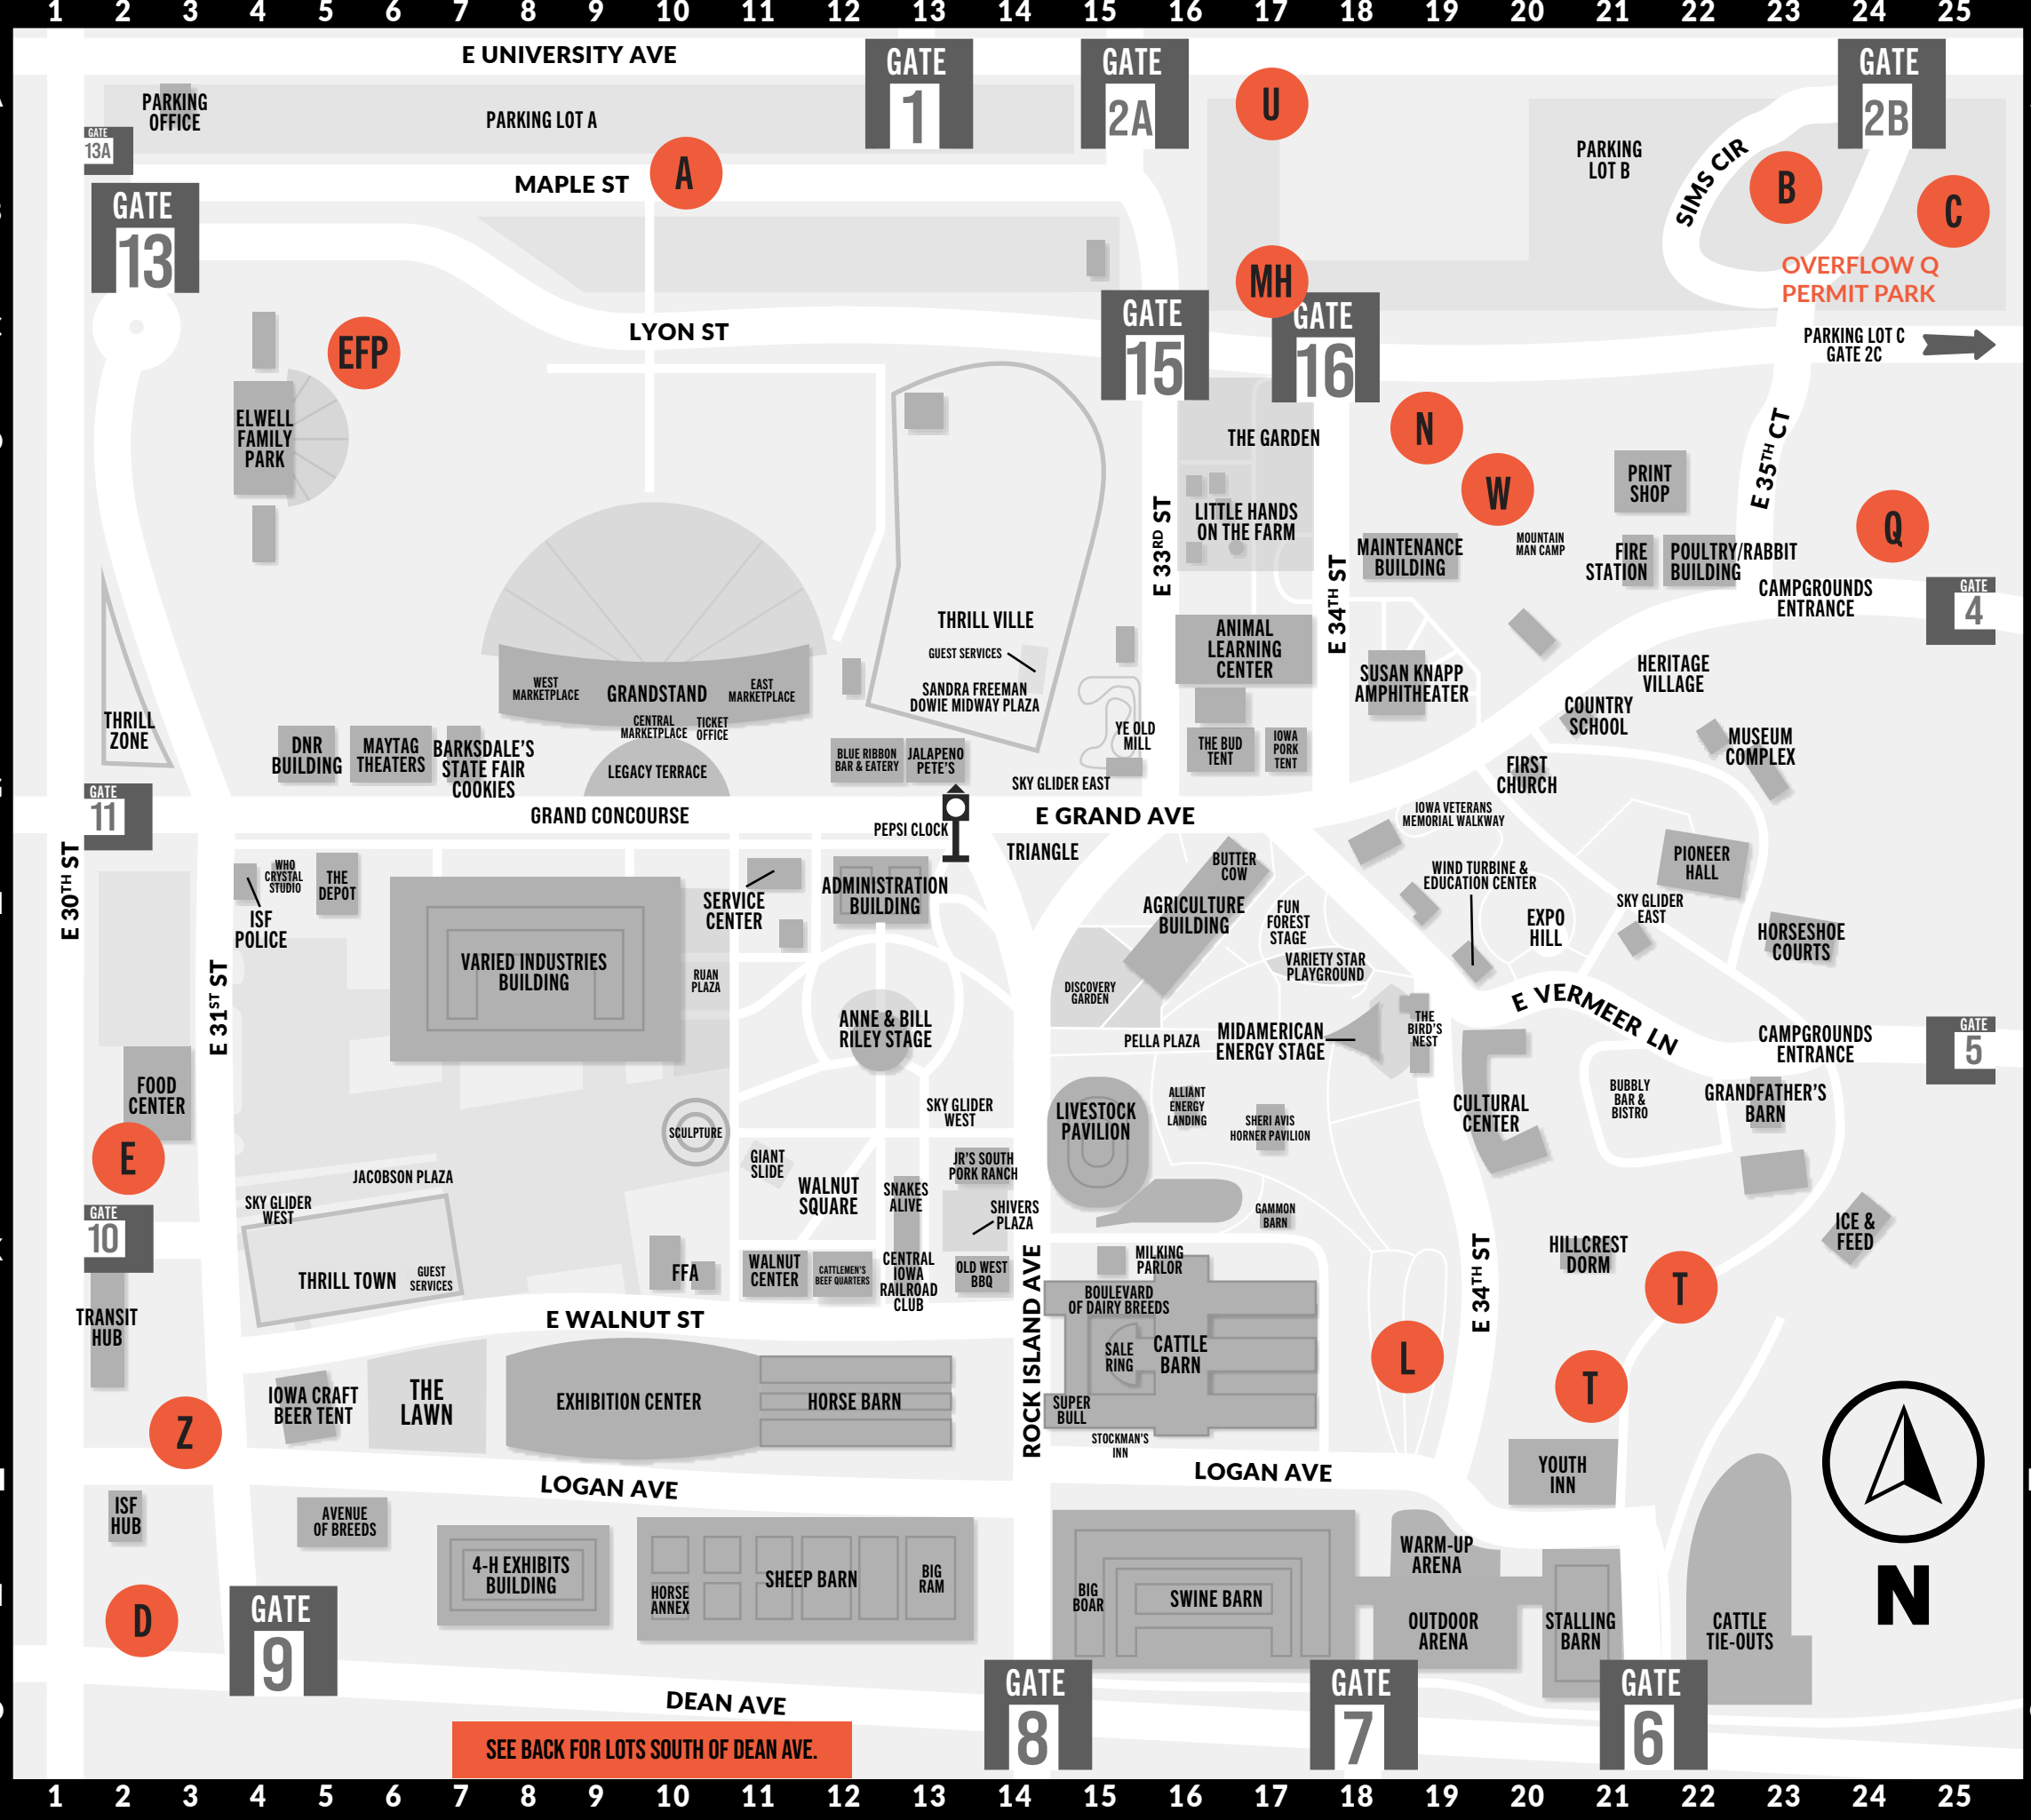 1 2 3 4 5 6 7 8 9 10 11 12 13 14 15 16 17 18 19 20 21 22 23 24 25
E UNIVERSITY AVE
GATE
1
GATE
2A
GATE
2B
U
PARKING
OFFICE
PARKING LOT A
GATE
13A
A
MAPLE ST
PARKING
LOT B
SIMS CIR
B
C
GATE
13
MH
OVERFLOW Q
PERMIT PARK
LYON ST
EFP
GATE
15
GATE
16
PARKING LOT C
GATE 2C
ELWELL
FAMILY
PARK
THE GARDEN
N
W
E 35TH CT
PRINT
SHOP
Q
E 33RD ST
LITTLE HANDS
ON THE FARM
E 34TH ST
MAINTENANCE
BUILDING
MOUNTAIN
MAN CAMP
FIRE
STATION
POULTRY/RABBIT
BUILDING
CAMPGROUNDS
ENTRANCE
GATE
4
THRILL VILLE
GUEST SERVICES
SANDRA FREEMAN
DOWIE MIDWAY PLAZA
ANIMAL
LEARNING
CENTER
SUSAN KNAPP
AMPHITHEATER
HERITAGE
VILLAGE
COUNTRY
SCHOOL
MUSEUM
COMPLEX
WEST
MARKETPLACE
GRANDSTAND
EAST
MARKETPLACE
CENTRAL
MARKETPLACE
TICKET
OFFICE
THRILL
ZONE
DNR
BUILDING
MAYTAG
THEATERS
BARKSDALE'S
STATE FAIR
COOKIES
LEGACY TERRACE
BLUE RIBBON
BAR & EATERY
JALAPENO
PETE'S
YE OLD
MILL
THE BUD
TENT
IOWA
PORK
TENT
SKY GLIDER EAST
FIRST
CHURCH
GATE
11
GRAND CONCOURSE
PEPSI CLOCK
E GRAND AVE
TRIANGLE
IOWA VETERANS
MEMORIAL WALKWAY
E 30TH ST
WHO
CRYSTAL
STUDIO
THE
DEPOT
ISF
POLICE
SERVICE
CENTER
ADMINISTRATION
BUILDING
BUTTER
COW
AGRICULTURE
BUILDING
FUN
FOREST
STAGE
WIND TURBINE &
EDUCATION CENTER
PIONEER
HALL
SKY GLIDER
EAST
EXPO
HILL
HORSESHOE
COURTS
VARIED INDUSTRIES
BUILDING
RUAN
PLAZA
VARIETY STAR
PLAYGROUND
DISCOVERY
GARDEN
E 31ST ST
ANNE & BILL
RILEY STAGE
PELLA PLAZA
MIDAMERICAN
ENERGY STAGE
THE
BIRD'S
NEST
E VERMEER LN
CAMPGROUNDS
ENTRANCE
GATE
5
FOOD
CENTER
SKY GLIDER
WEST
LIVESTOCK
PAVILION
ALLIANT
ENERGY
LANDING
SHERI AVIS
HORNER PAVILION
CULTURAL
CENTER
BUBBLY
BAR &
BISTRO
GRANDFATHER'S
BARN
SCULPTURE
E
JACOBSON PLAZA
GIANT
SLIDE
WALNUT
SQUARE
SNAKES
ALIVE
JR'S SOUTH
PORK RANCH
SHIVERS
PLAZA
GAMMON
BARN
SKY GLIDER
WEST
GATE
10
THRILL TOWN
GUEST
SERVICES
FFA
WALNUT
CENTER
CATTLEMEN'S
BEEF QUARTERS
CENTRAL
IOWA
RAILROAD
CLUB
OLD WEST
BBQ
MILKING
PARLOR
BOULEVARD
OF DAIRY BREEDS
E 34TH ST
HILLCREST
DORM
ICE &
FEED
T
TRANSIT
HUB
E WALNUT ST
ROCK ISLAND AVE
SALE
RING
CATTLE
BARN
L
T
Z
IOWA CRAFT
BEER TENT
THE
LAWN
EXHIBITION CENTER
HORSE BARN
SUPER
BULL
STOCKMAN'S
INN
LOGAN AVE
LOGAN AVE
YOUTH
INN
ISF
HUB
AVENUE
OF BREEDS
4-H EXHIBITS
BUILDING
HORSE
ANNEX
SHEEP BARN
BIG
RAM
BIG
BOAR
SWINE BARN
WARM-UP
ARENA
OUTDOOR
ARENA
STALLING
BARN
CATTLE
TIE-OUTS
N
D
GATE
9
GATE
8
GATE
7
GATE
6
DEAN AVE
SEE BACK FOR LOTS SOUTH OF DEAN AVE.
1 2 3 4 5 6 7 8 9 10 11 12 13 14 15 16 17 18 19 20 21 22 23 24 25